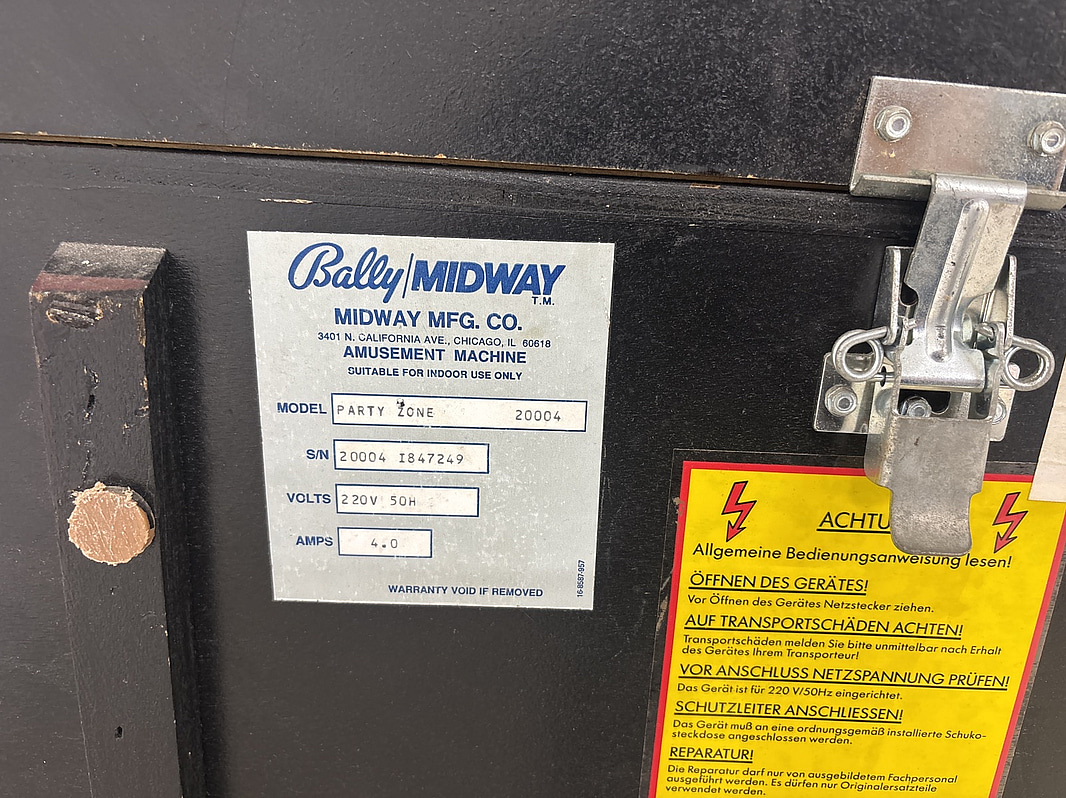 Bally/MIDWAY
T.M.
MIDWAY MFG. CO.
3401 N. CALIFORNIA AVE., CHICAGO, IL 60618
AMUSEMENT MACHINE
SUITABLE FOR INDOOR USE ONLY
MODEL PARTY ZONE 20004
S/N 20004 I847249
VOLTS 220V 50H
AMPS 4.0
WARRANTY VOID IF REMOVED
16-8587-957
Allgemeine Bedienungsanweisung lesen!
ÖFFNEN DES GERÄTES!
Vor Öffnen des Gerätes Netzstecker ziehen.
AUF TRANSPORTSCHÄDEN ACHTEN!
Transportschäden melden Sie bitte unmittelbar nach Erhalt
des Gerätes Ihrem Transporteur!
VOR ANSCHLUSS NETZSPANNUNG PRÜFEN!
Das Gerät ist für 220 V/50Hz eingerichtet.
SCHUTZLEITER ANSCHLIESSEN!
Das Gerät muß an eine ordnungsgemäß installierte Schuko-
steckdose angeschlossen werden.
REPARATUR!
Die Reparatur darf nur von ausgebildetem Fachpersonal
ausgeführt werden. Es dürfen nur Originalersatzteile
verwendet werden.